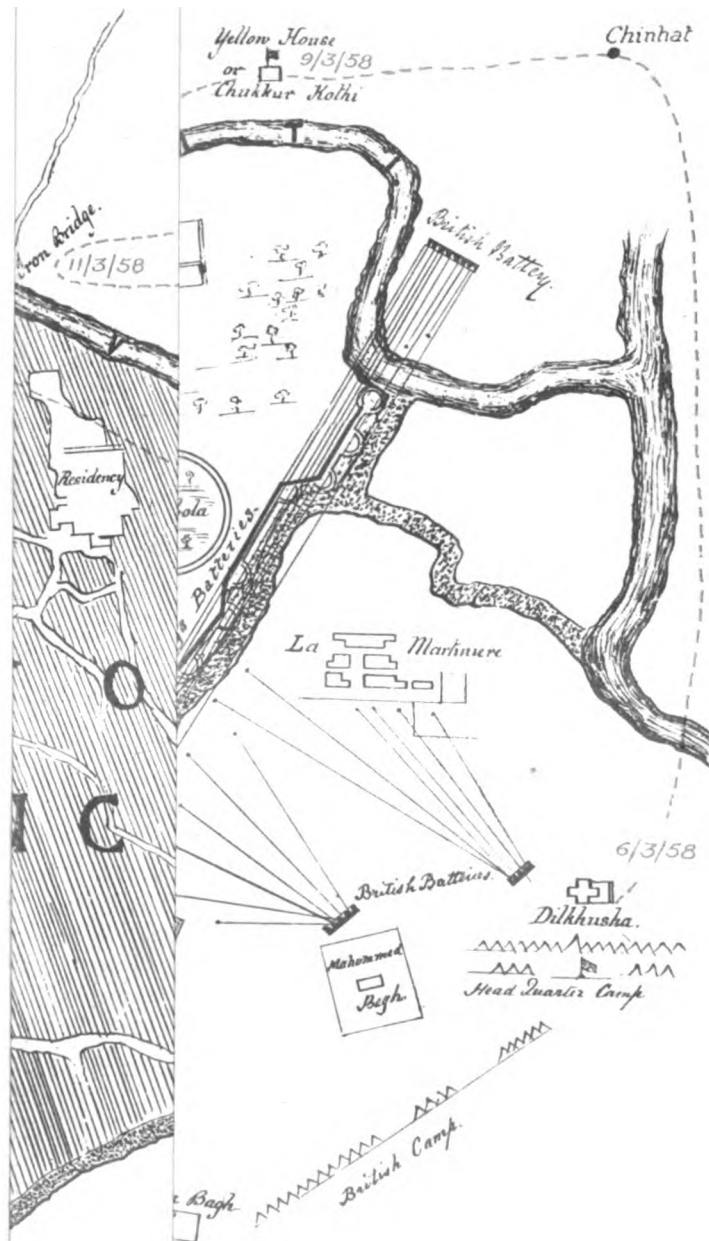 Yellow House
9/3/58
or
Chukkur Kothi
Chinhat
Iron Bridge.
11/3/58
British Battery.
Residency
Batteries.
La Martiniere
O
C
6/3/58
British Batteries.
Dilkhusha.
Mahommed
Bagh.
Head Quarter Camp
British Camp.
Bagh